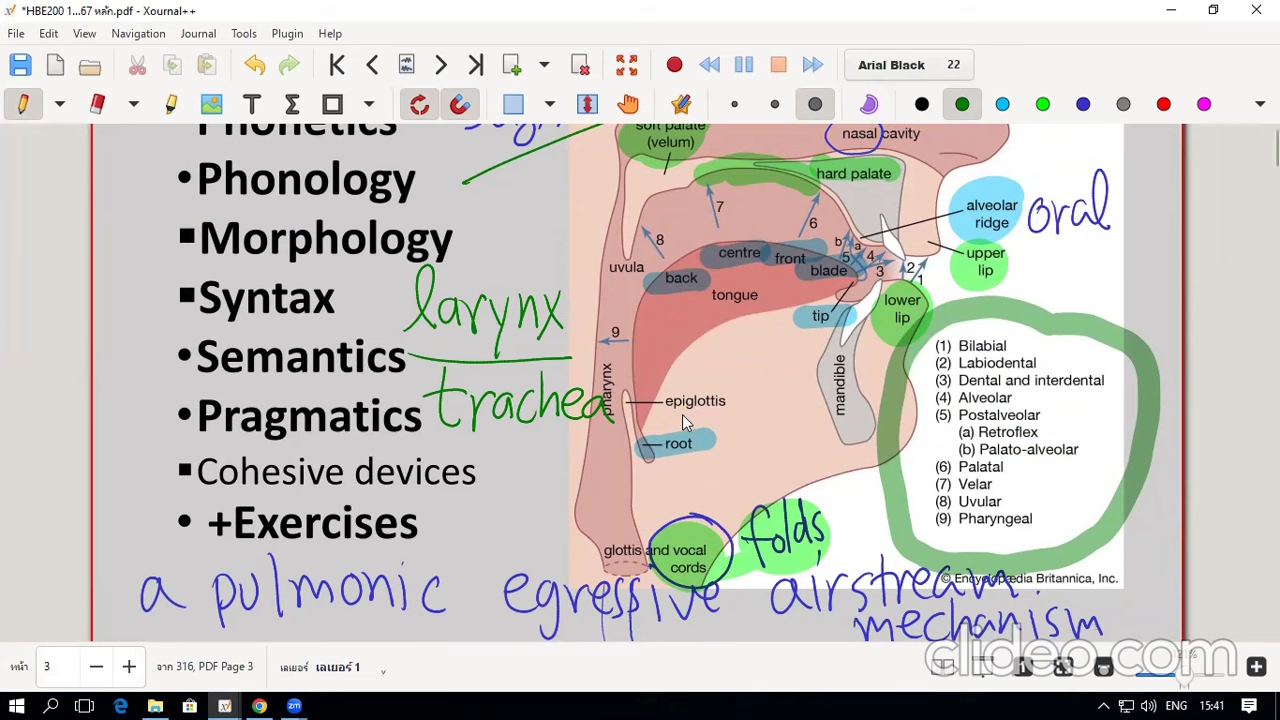 *HBE200 1...67 หลัก.pdf - Xournal++
File Edit View Navigation Journal Tools Plugin Help
Arial Black 22
Phonetics
•Phonology
▪Morphology
▪Syntax
•Semantics
•Pragmatics
▪Cohesive devices
• +Exercises
larynx
trachea
soft palate
(velum)
nasal cavity
hard palate
alveolar
ridge
oral
upper
lip
7
6
8
b
a
5
4
3
2
1
centre
front
back
blade
uvula
tongue
tip
lower
lip
9
pharynx
mandible
epiglottis
root
glottis and vocal
cords
folds
(1) Bilabial
(2) Labiodental
(3) Dental and interdental
(4) Alveolar
(5) Postalveolar
(a) Retroflex
(b) Palato-alveolar
(6) Palatal
(7) Velar
(8) Uvular
(9) Pharyngeal
© Encyclopædia Britannica, Inc.
a pulmonic egressive airstream
mechanism
clideo.com
หน้า 3 จาก 316, PDF Page 3 เลเยอร์ เลเยอร์ 1
15:41